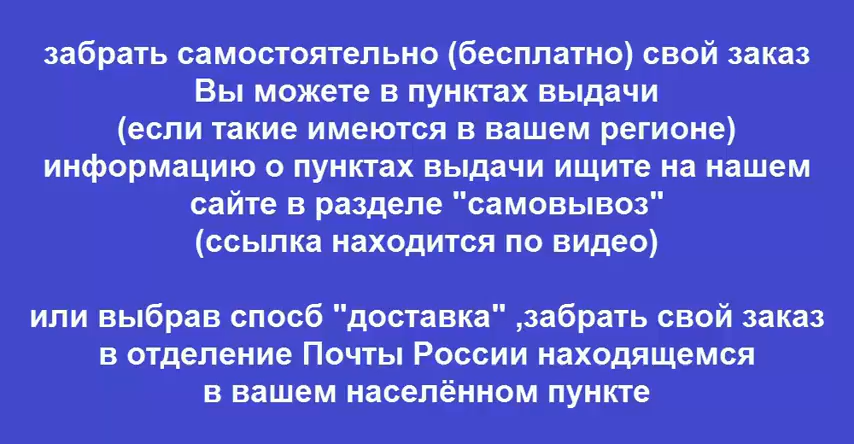 забрать самостоятельно (бесплатно) свой заказ
Вы можете в пунктах выдачи
(если такие имеются в вашем регионе)
информацию о пунктах выдачи ищите на нашем
сайте в разделе "самовывоз"
(ссылка находится по видео)
или выбрав спосб "доставка" ,забрать свой заказ
в отделение Почты России находящемся
в вашем населённом пункте